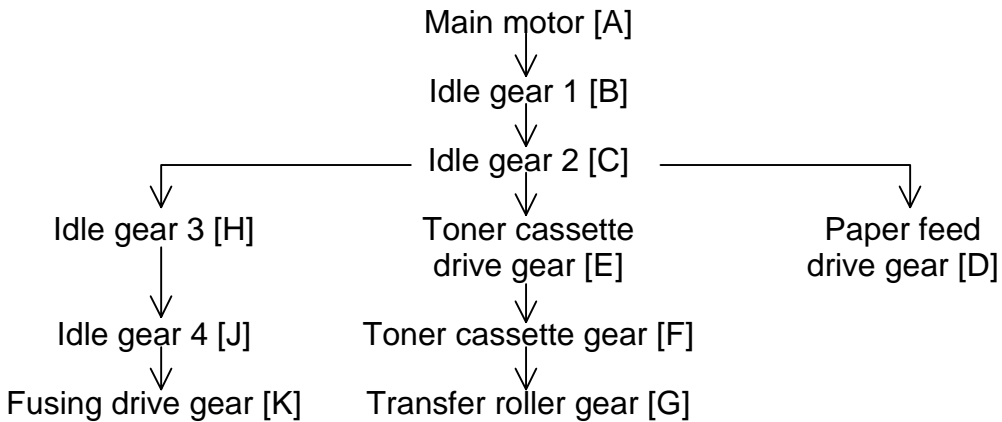 Main motor [A]
Idle gear 1 [B]
Idle gear 2 [C]
Idle gear 3 [H]
Toner cassette
drive gear [E]
Paper feed
drive gear [D]
Idle gear 4 [J]
Toner cassette gear [F]
Fusing drive gear [K]
Transfer roller gear [G]